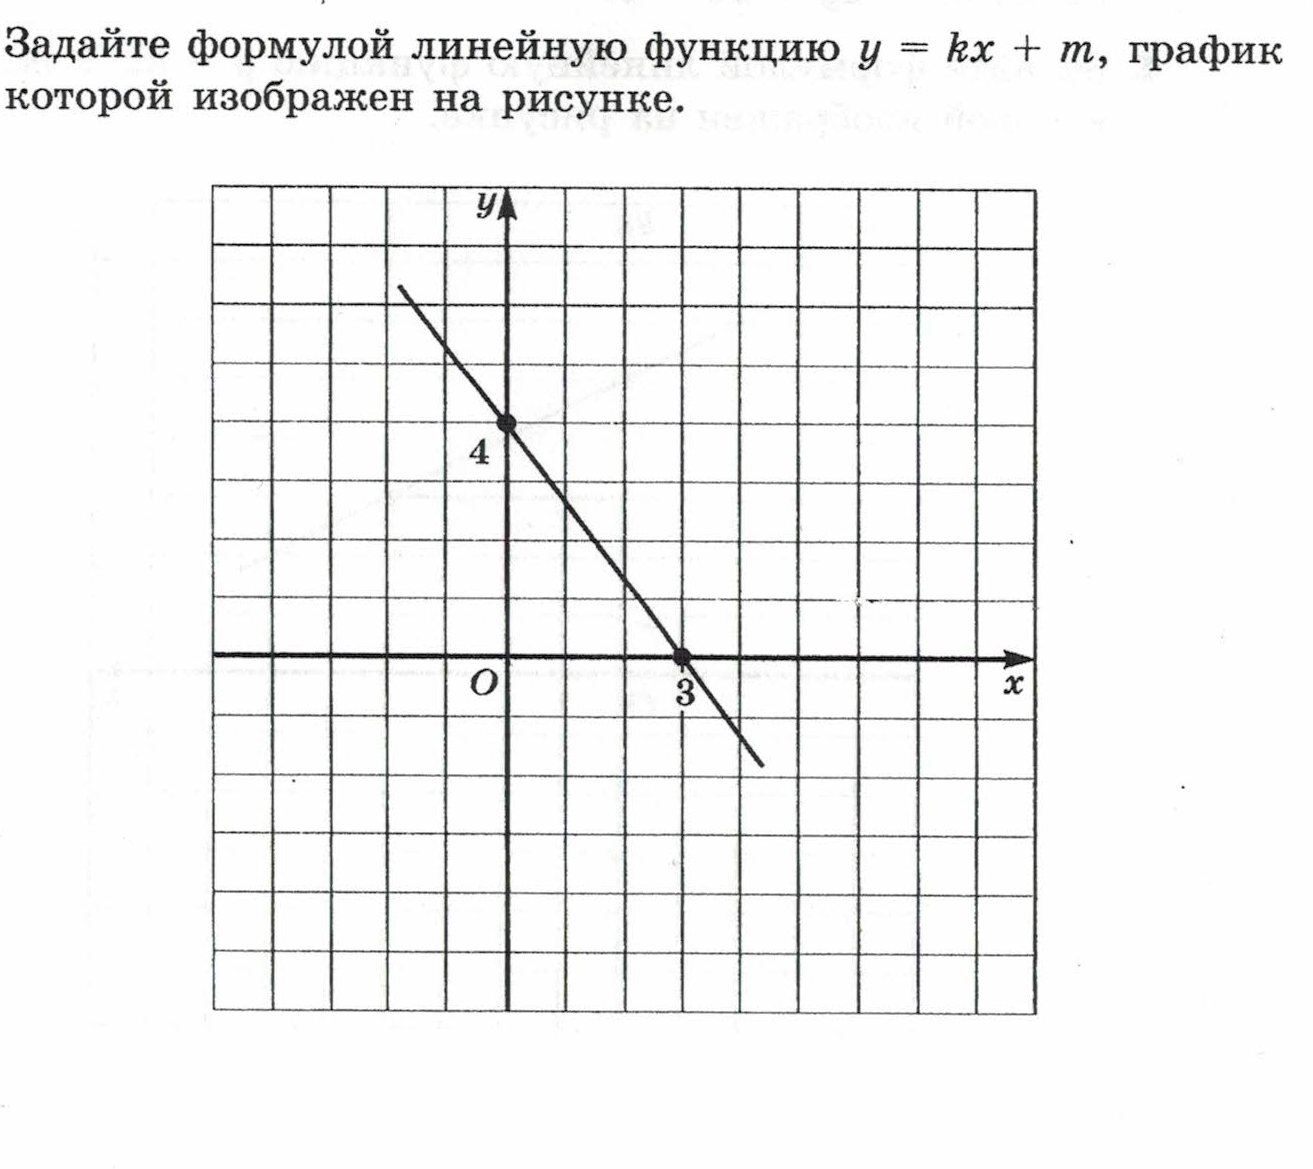 Задайте формулой линейную функцию y = kx + m, график
которой изображен на рисунке.
y
4
O
3
x